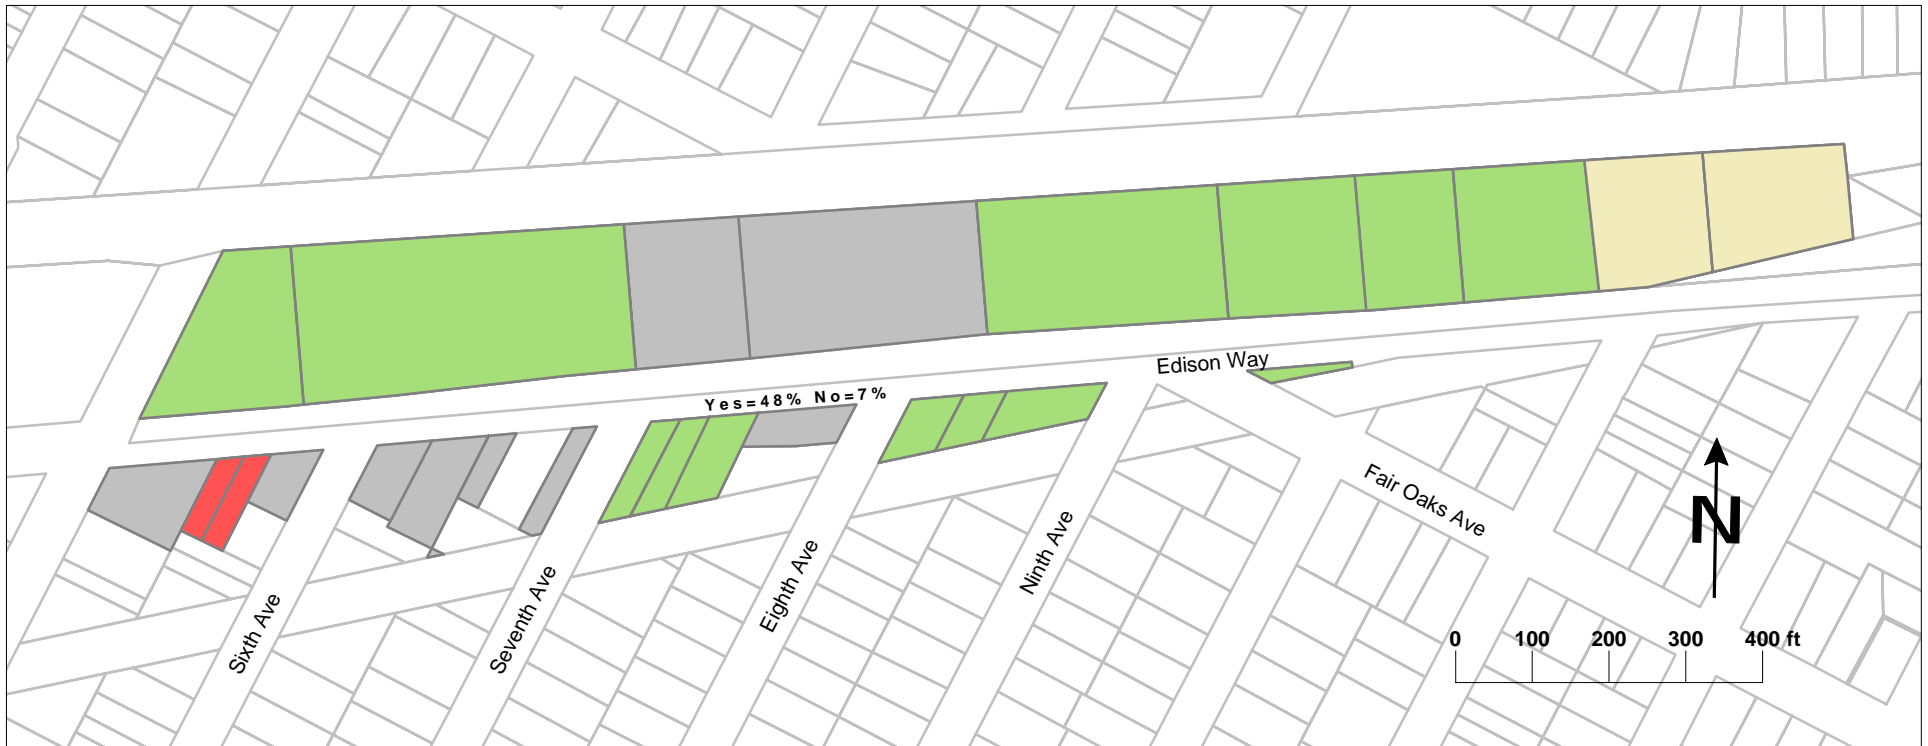 Edison Way
Yes=48% No=7%
Fair Oaks Ave
N
Sixth Ave
Seventh Ave
Eighth Ave
Ninth Ave
0 100 200 300 400 ft